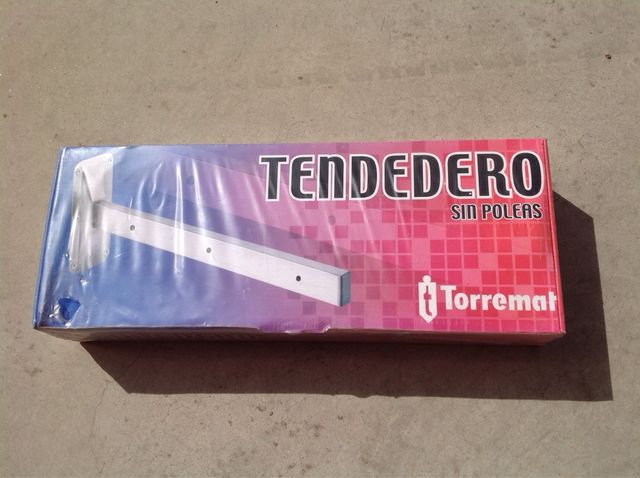 TENDEDERO
SIN POLEAS
Torremat